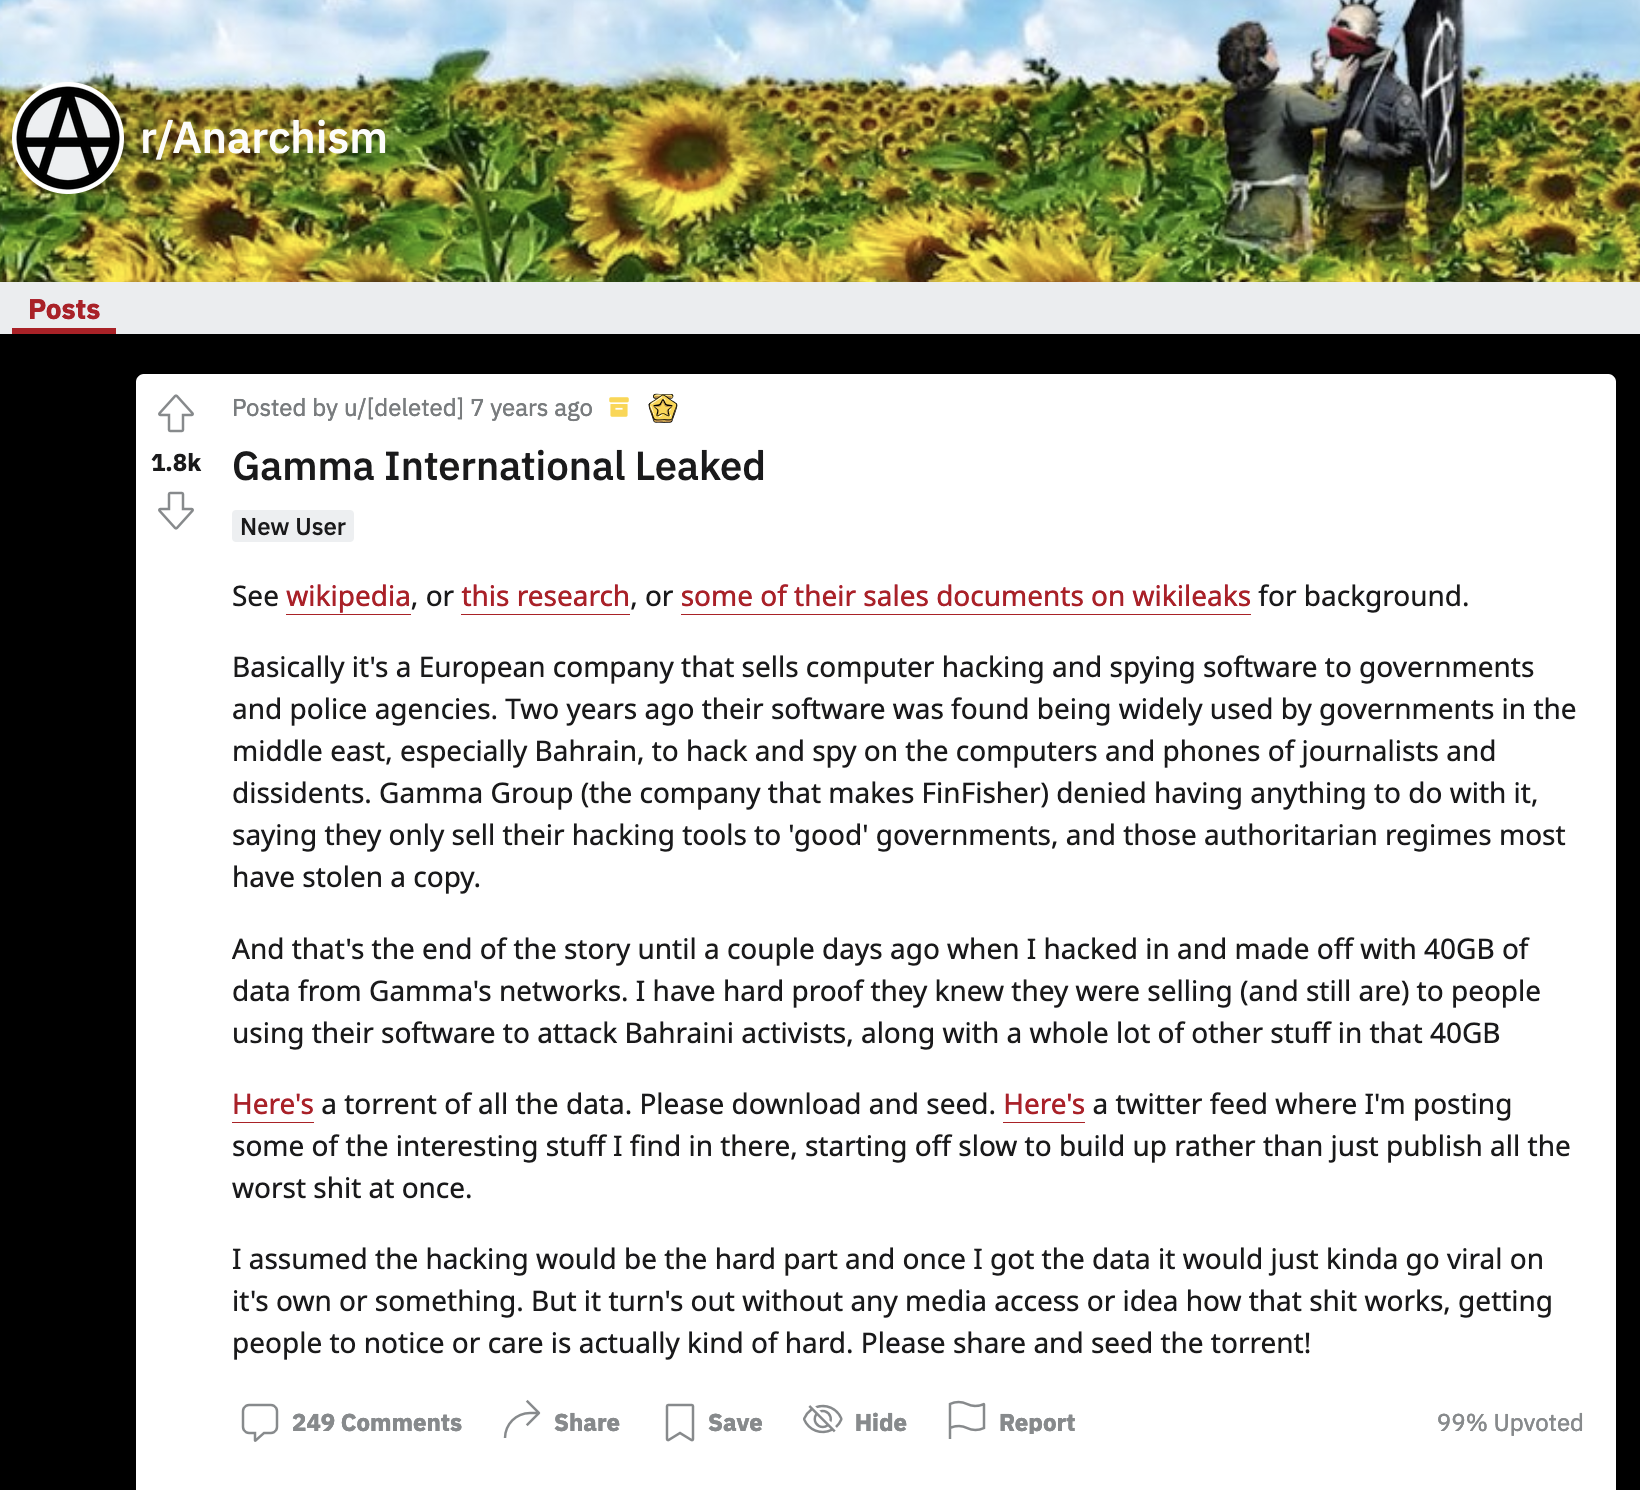 r/Anarchism
Posts
Posted by u/[deleted] 7 years ago
1.8k
Gamma International Leaked
New User
See wikipedia, or this research, or some of their sales documents on wikileaks for background.
Basically it's a European company that sells computer hacking and spying software to governments
and police agencies. Two years ago their software was found being widely used by governments in the
middle east, especially Bahrain, to hack and spy on the computers and phones of journalists and
dissidents. Gamma Group (the company that makes FinFisher) denied having anything to do with it,
saying they only sell their hacking tools to 'good' governments, and those authoritarian regimes most
have stolen a copy.
And that's the end of the story until a couple days ago when I hacked in and made off with 40GB of
data from Gamma's networks. I have hard proof they knew they were selling (and still are) to people
using their software to attack Bahraini activists, along with a whole lot of other stuff in that 40GB
Here's a torrent of all the data. Please download and seed. Here's a twitter feed where I'm posting
some of the interesting stuff I find in there, starting off slow to build up rather than just publish all the
worst shit at once.
I assumed the hacking would be the hard part and once I got the data it would just kinda go viral on
it's own or something. But it turn's out without any media access or idea how that shit works, getting
people to notice or care is actually kind of hard. Please share and seed the torrent!
249 Comments Share Save Hide Report 99% Upvoted